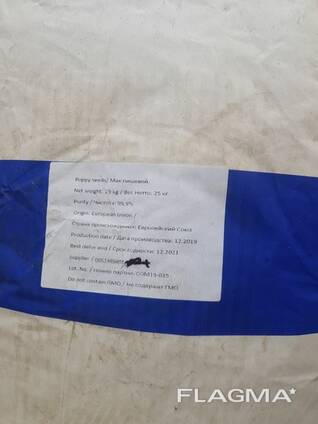 Poppy seeds/ Мак пищевой.
Net weight: 25 kg / Вес Нетто: 25 кг
Purity / Чистота: 99,9%
Origin: European Union /
Страна происхождения: Европейский Союз
Production date / Дата производства: 12.2019
Best before end / Срок годности: 12.2021
Supplier /
Lot. No. / Номер партии: COM19-035
Do not contain GMO / не содержит ГМО
FLAGMA